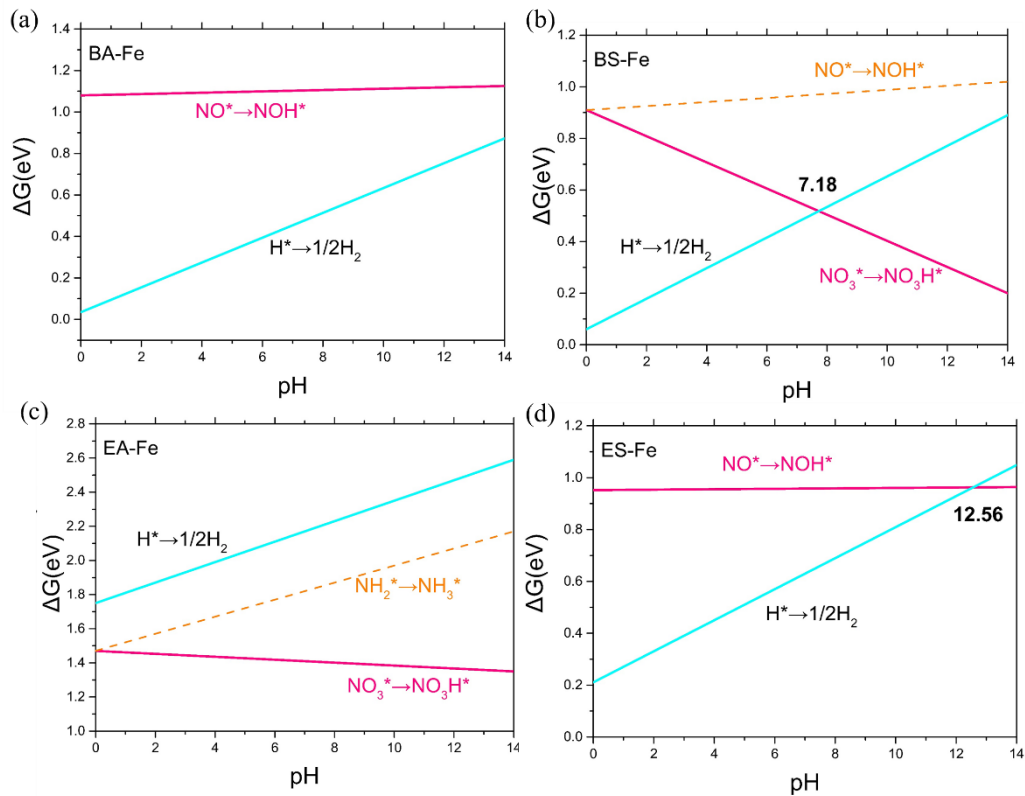 (a)
BA-Fe
ΔG(eV)
1.4
1.2
1.0
0.8
0.6
0.4
0.2
0.0
NO*→NOH*
H*→1/2H₂
0 2 4 6 8 10 12 14
pH
(b)
BS-Fe
ΔG(eV)
1.2
1.0
0.8
0.6
0.4
0.2
0.0
NO*→NOH*
7.18
H*→1/2H₂
NO₃*→NO₃H*
0 2 4 6 8 10 12 14
pH
(c)
EA-Fe
ΔG(eV)
2.8
2.6
2.4
2.2
2.0
1.8
1.6
1.4
1.2
1.0
H*→1/2H₂
NH₂*→NH₃*
NO₃*→NO₃H*
0 2 4 6 8 10 12 14
pH
(d)
ES-Fe
ΔG(eV)
1.2
1.0
0.8
0.6
0.4
0.2
0.0
NO*→NOH*
12.56
H*→1/2H₂
0 2 4 6 8 10 12 14
pH